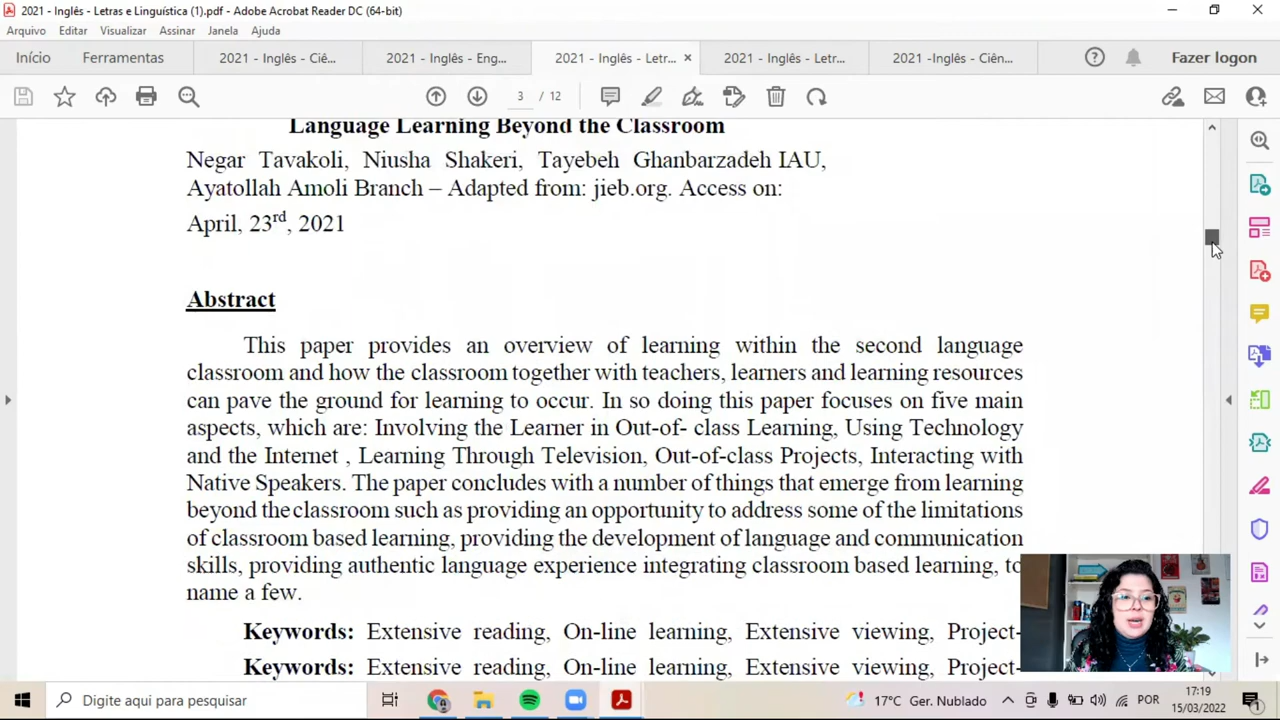 2021 - Inglês - Letras e Linguística (1).pdf - Adobe Acrobat Reader DC (64-bit)
Arquivo Editar Visualizar Assinar Janela Ajuda
Início Ferramentas 2021 - Inglês - Ciê... 2021 - Inglês - Eng... 2021 - Inglês - Letr... × 2021 - Inglês - Letr... 2021 -Inglês - Ciên... Fazer logon
3 / 12
Language Learning Beyond the Classroom
Negar Tavakoli, Niusha Shakeri, Tayebeh Ghanbarzadeh IAU,
Ayatollah Amoli Branch – Adapted from: jieb.org. Access on:
April, 23rd, 2021
Abstract
This paper provides an overview of learning within the second language
classroom and how the classroom together with teachers, learners and learning resources
can pave the ground for learning to occur. In so doing this paper focuses on five main
aspects, which are: Involving the Learner in Out-of- class Learning, Using Technology
and the Internet , Learning Through Television, Out-of-class Projects, Interacting with
Native Speakers. The paper concludes with a number of things that emerge from learning
beyond the classroom such as providing an opportunity to address some of the limitations
of classroom based learning, providing the development of language and communication
skills, providing authentic language experience integrating classroom based learning, to
name a few.
Keywords: Extensive reading, On-line learning, Extensive viewing, Project-
Keywords: Extensive reading, On-line learning, Extensive viewing, Project-
Digite aqui para pesquisar
17°C Ger. Nublado
POR
17:19
15/03/2022
1